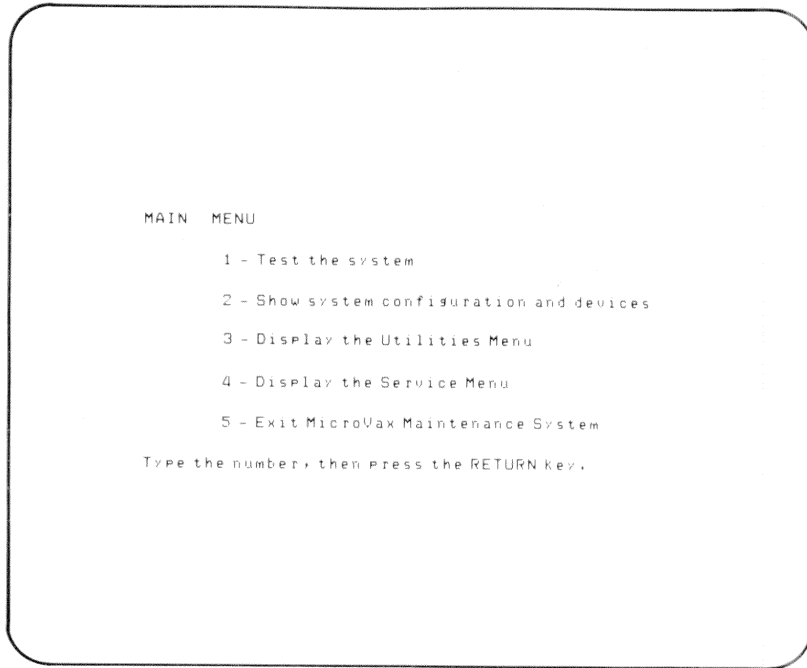 MAIN MENU
1 - Test the system
2 - Show system configuration and devices
3 - Display the Utilities Menu
4 - Display the Service Menu
5 - Exit MicroVax Maintenance System
Type the number, then press the RETURN key.